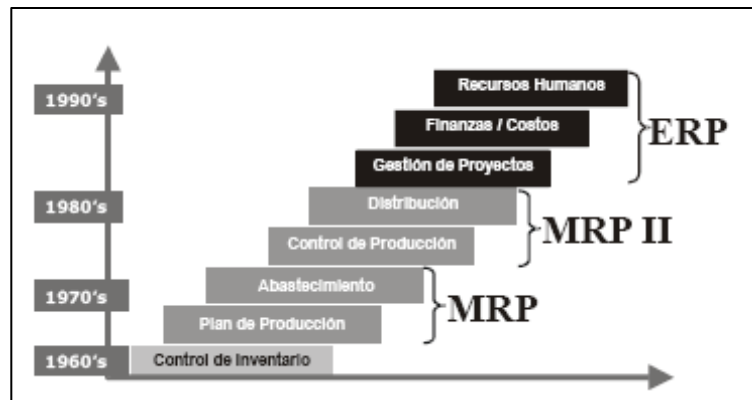 1990's
Recursos Humanos
Finanzas / Costos
Gestión de Proyectos
ERP
1980's
Distribución
Control de Producción
MRP II
1970's
Abastecimiento
Plan de Producción
MRP
1960's
Control de Inventario